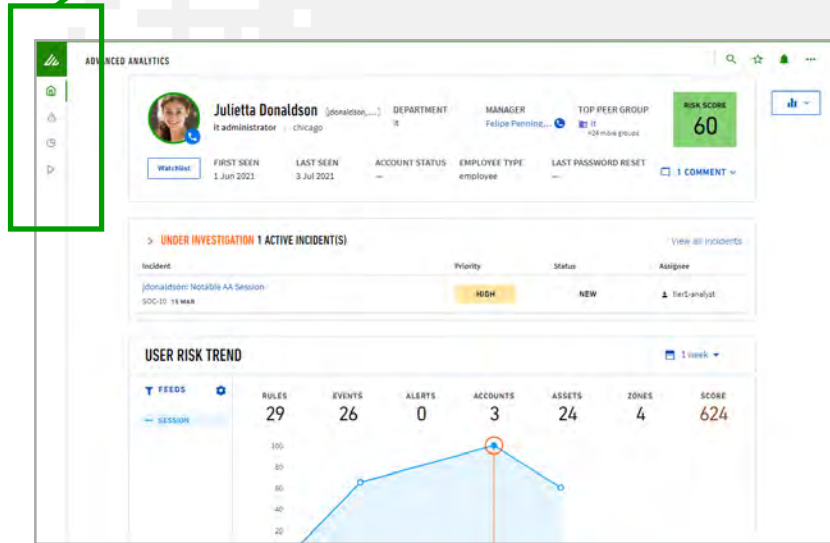 ADVANCED ANALYTICS
Julietta Donaldson (jdonaldson,....)
it administrator chicago
DEPARTMENT
it
MANAGER
Felipe Pennino,...
TOP PEER GROUP
it
+24 more groups
RISK SCORE
60
Watchlist
FIRST SEEN
1 Jun 2021
LAST SEEN
3 Jul 2021
ACCOUNT STATUS
—
EMPLOYEE TYPE
employee
LAST PASSWORD RESET
—
1 COMMENT
> UNDER INVESTIGATION 1 ACTIVE INCIDENT(S)
View all incidents
Incident Priority Status Assignee
jdonaldson: Notable AA Session HIGH NEW tier1-analyst
SOC-10 15 MAR
USER RISK TREND
1 week
FEEDS
SESSION
RULES EVENTS ALERTS ACCOUNTS ASSETS ZONES SCORE
29 26 0 3 24 4 624
100
80
60
40
20